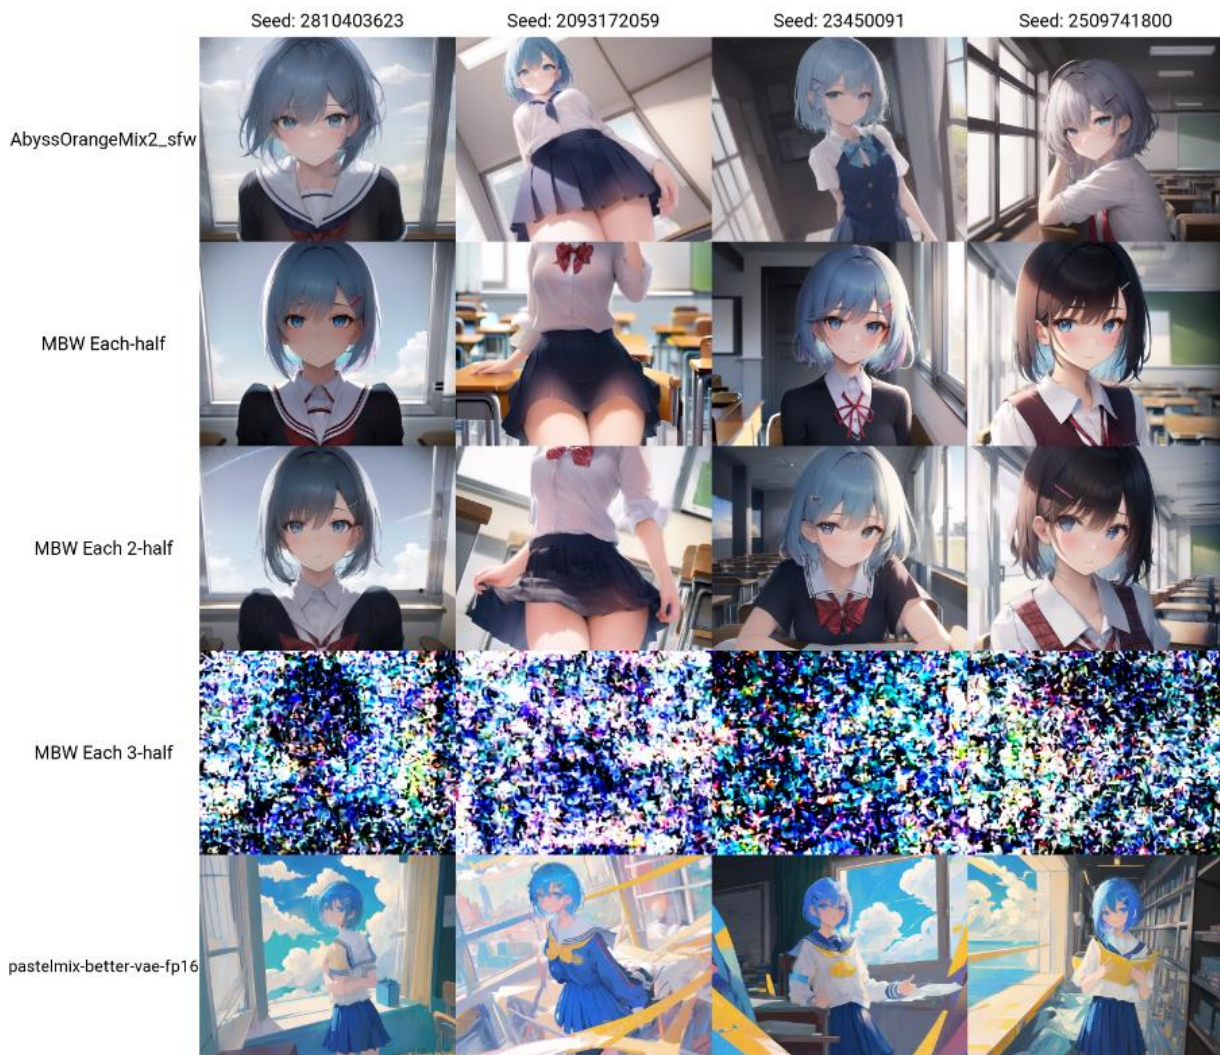 Seed: 2810403623 Seed: 2093172059 Seed: 23450091 Seed: 2509741800
AbyssOrangeMix2_sfw
MBW Each-half
MBW Each 2-half
MBW Each 3-half
pastelmix-better-vae-fp16